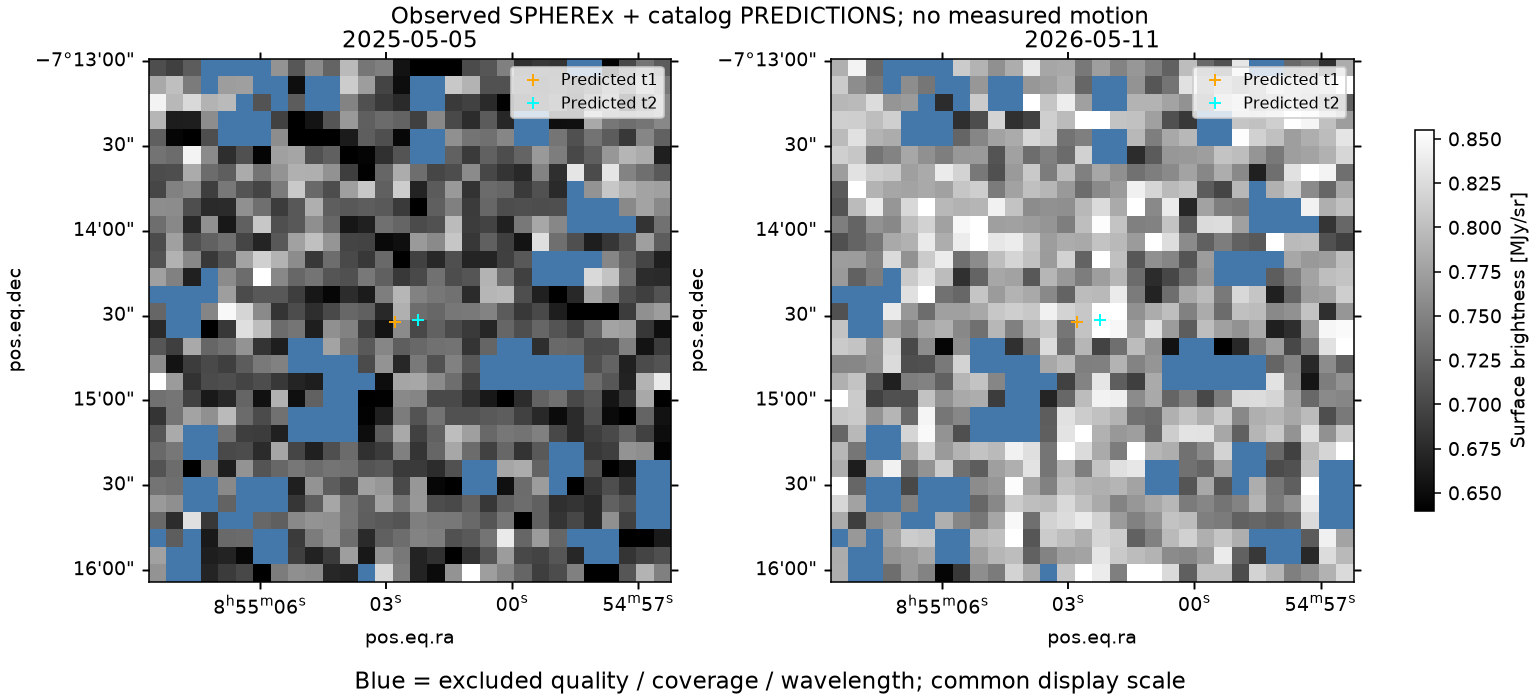 Observed SPHEREx + catalog PREDICTIONS; no measured motion
2025-05-05
2026-05-11
−7°13'00"
30"
14'00"
30"
15'00"
30"
16'00"
pos.eq.dec
Predicted t1
Predicted t2
8h55m06s
03s
00s
54m57s
pos.eq.ra
−7°13'00"
30"
14'00"
30"
15'00"
30"
16'00"
pos.eq.dec
Predicted t1
Predicted t2
8h55m06s
03s
00s
54m57s
pos.eq.ra
0.850
0.825
0.800
0.775
0.750
0.725
0.700
0.675
0.650
Surface brightness [MJy/sr]
Blue = excluded quality / coverage / wavelength; common display scale